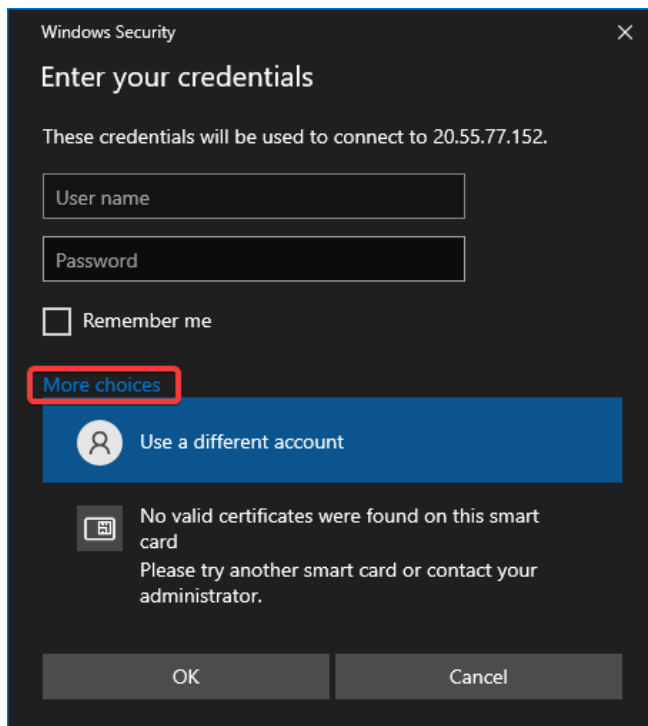 Windows Security
Enter your credentials
These credentials will be used to connect to 20.55.77.152.
User name
Password
Remember me
More choices
Use a different account
No valid certificates were found on this smart
card
Please try another smart card or contact your
administrator.
OK
Cancel